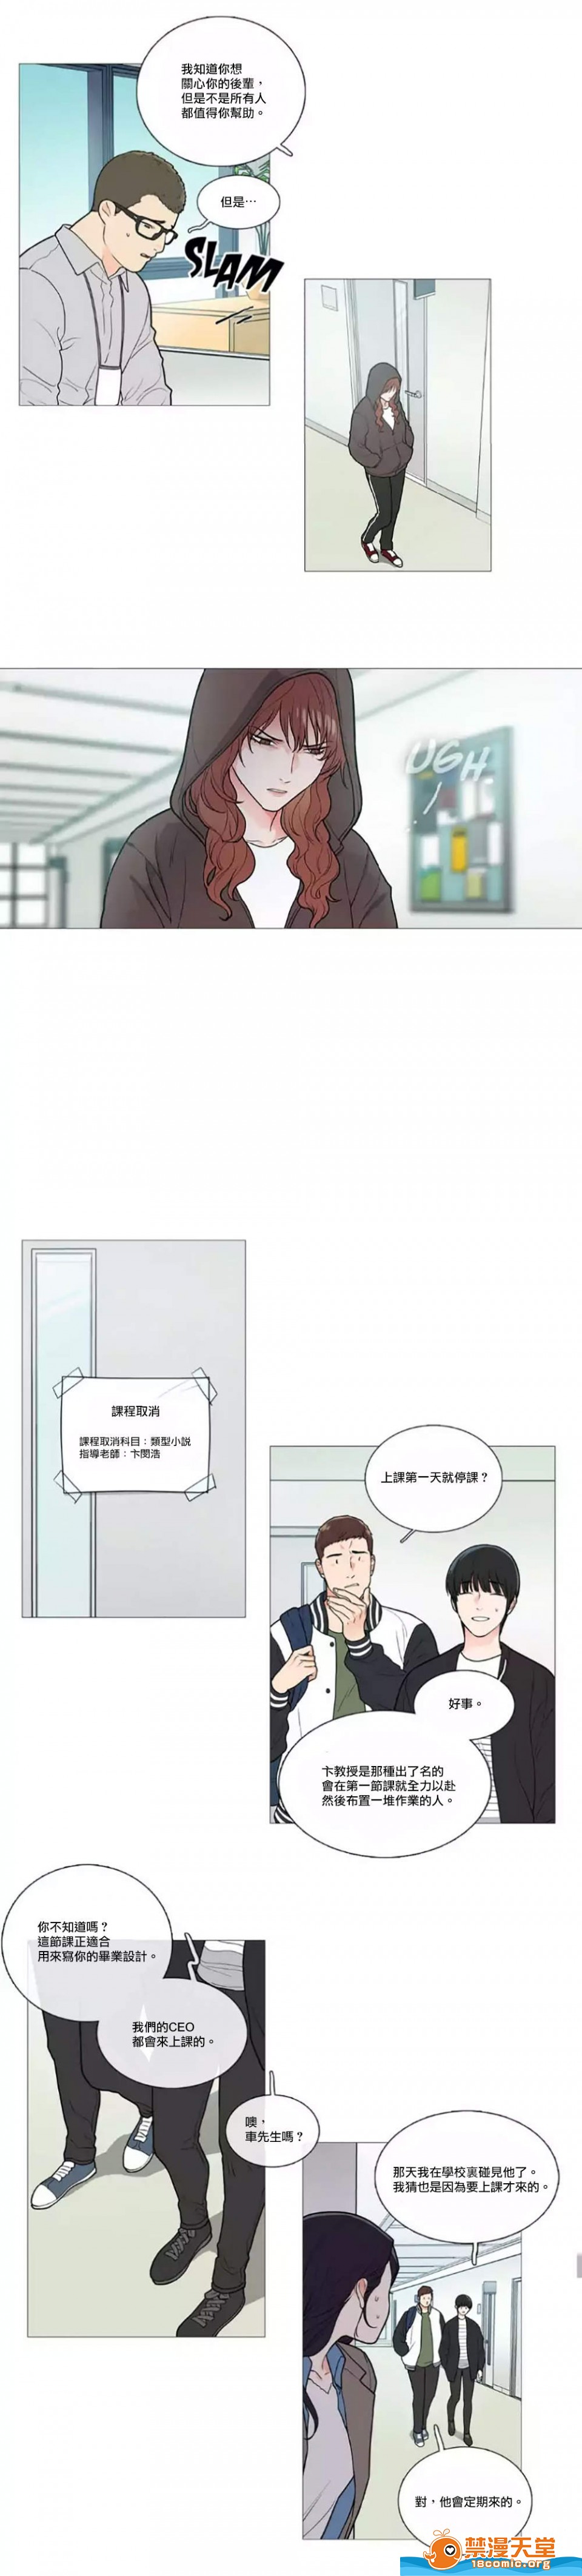 我知道你想
關心你的後輩，
但是不是所有人
都值得你幫助。
但是…
SLAM
UGH
課程取消
課程取消科目：類型小説
指導老師：卞閔浩
上課第一天就停課？
好事。
卞教授是那種出了名的
會在第一節課就全力以赴
然後布置一堆作業的人。
你不知道嗎？
這節課正適合
用來寫你的畢業設計。
我們的CEO
都會來上課的。
噢，
車先生嗎？
那天我在學校裏碰見他了。
我猜也是因為要上課才來的。
對，他會定期來的。
禁漫天堂
18comic.org